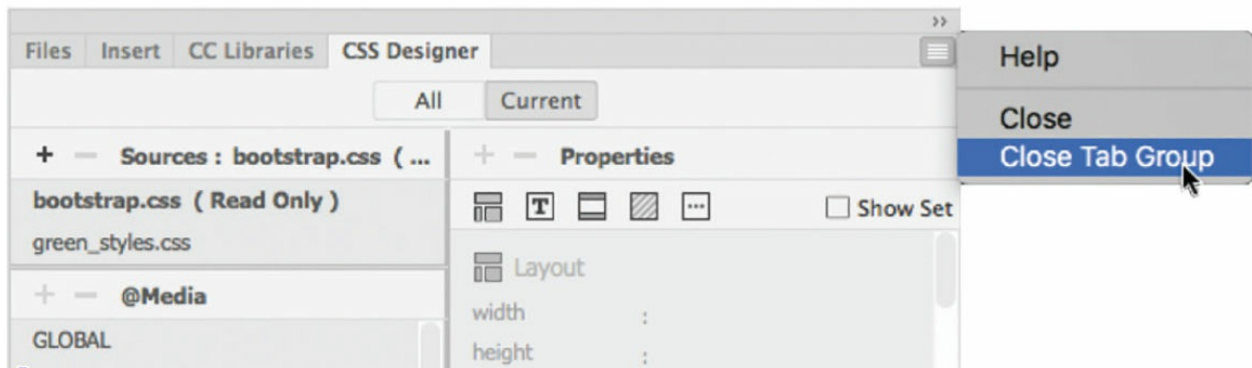 Files Insert CC Libraries CSS Designer
All Current
+ − Sources : bootstrap.css ( ...
bootstrap.css ( Read Only )
green_styles.css
+ − @Media
GLOBAL
+ − Properties
T Show Set
Layout
width :
height :
Help
Close
Close Tab Group